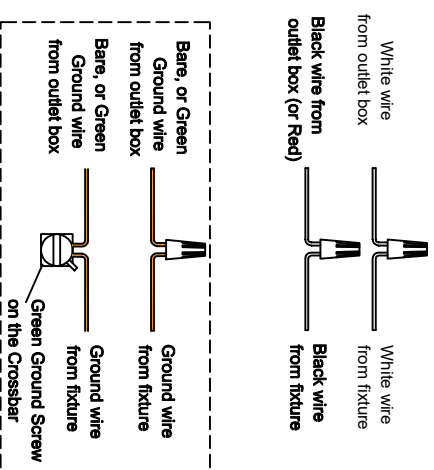 White wire
from outlet box
White wire
from fixture
Black wire from
outlet box (or Red)
Black wire
from fixture
Bare, or Green
Ground wire
from outlet box
Ground wire
from fixture
Bare, or Green
Ground wire
from outlet box
Ground wire
from fixture
Green Ground Screw
on the Crossbar